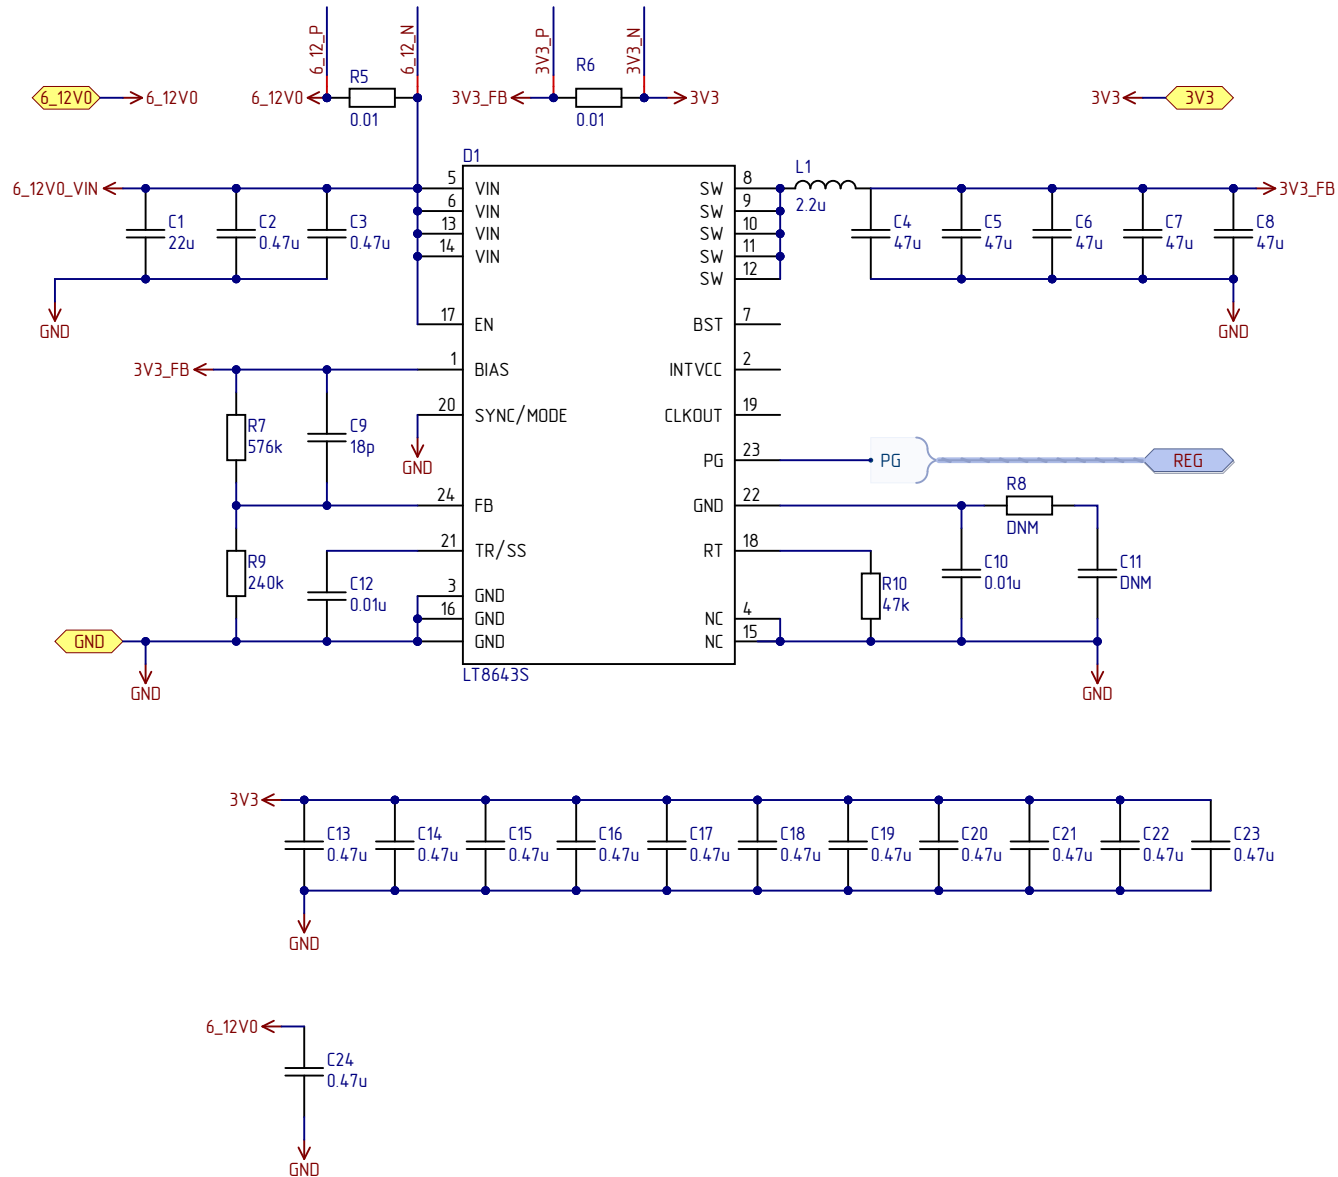 6_12_P
6_12_N
3V3_P
3V3_N
6_12V0
6_12V0
6_12V0
R5
0.01
3V3_FB
R6
0.01
3V3
3V3
3V3
D1
6_12V0_VIN
C1
22u
C2
0.47u
C3
0.47u
GND
5 VIN
6 VIN
13 VIN
14 VIN
17 EN
1 BIAS
20 SYNC/MODE
24 FB
21 TR/SS
3 GND
16 GND
GND
SW 8
SW 9
SW 10
SW 11
SW 12
BST 7
INTVCC 2
CLKOUT 19
PG 23
GND 22
RT 18
NC 4
NC 15
LT8643S
L1
2.2u
C4
47u
C5
47u
C6
47u
C7
47u
C8
47u
3V3_FB
GND
3V3_FB
R7
576k
C9
18p
GND
R9
240k
C12
0.01u
GND
GND
PG
REG
R8
DNM
C10
0.01u
C11
DNM
R10
47k
GND
3V3
C13
0.47u
C14
0.47u
C15
0.47u
C16
0.47u
C17
0.47u
C18
0.47u
C19
0.47u
C20
0.47u
C21
0.47u
C22
0.47u
C23
0.47u
GND
6_12V0
C24
0.47u
GND